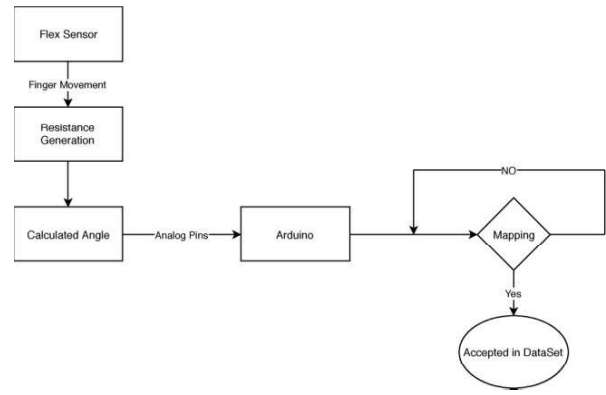 Flex Sensor
Finger Movement
Resistance
Generation
Calculated Angle
Analog Pins
Arduino
NO
Mapping
Yes
Accepted in DataSet